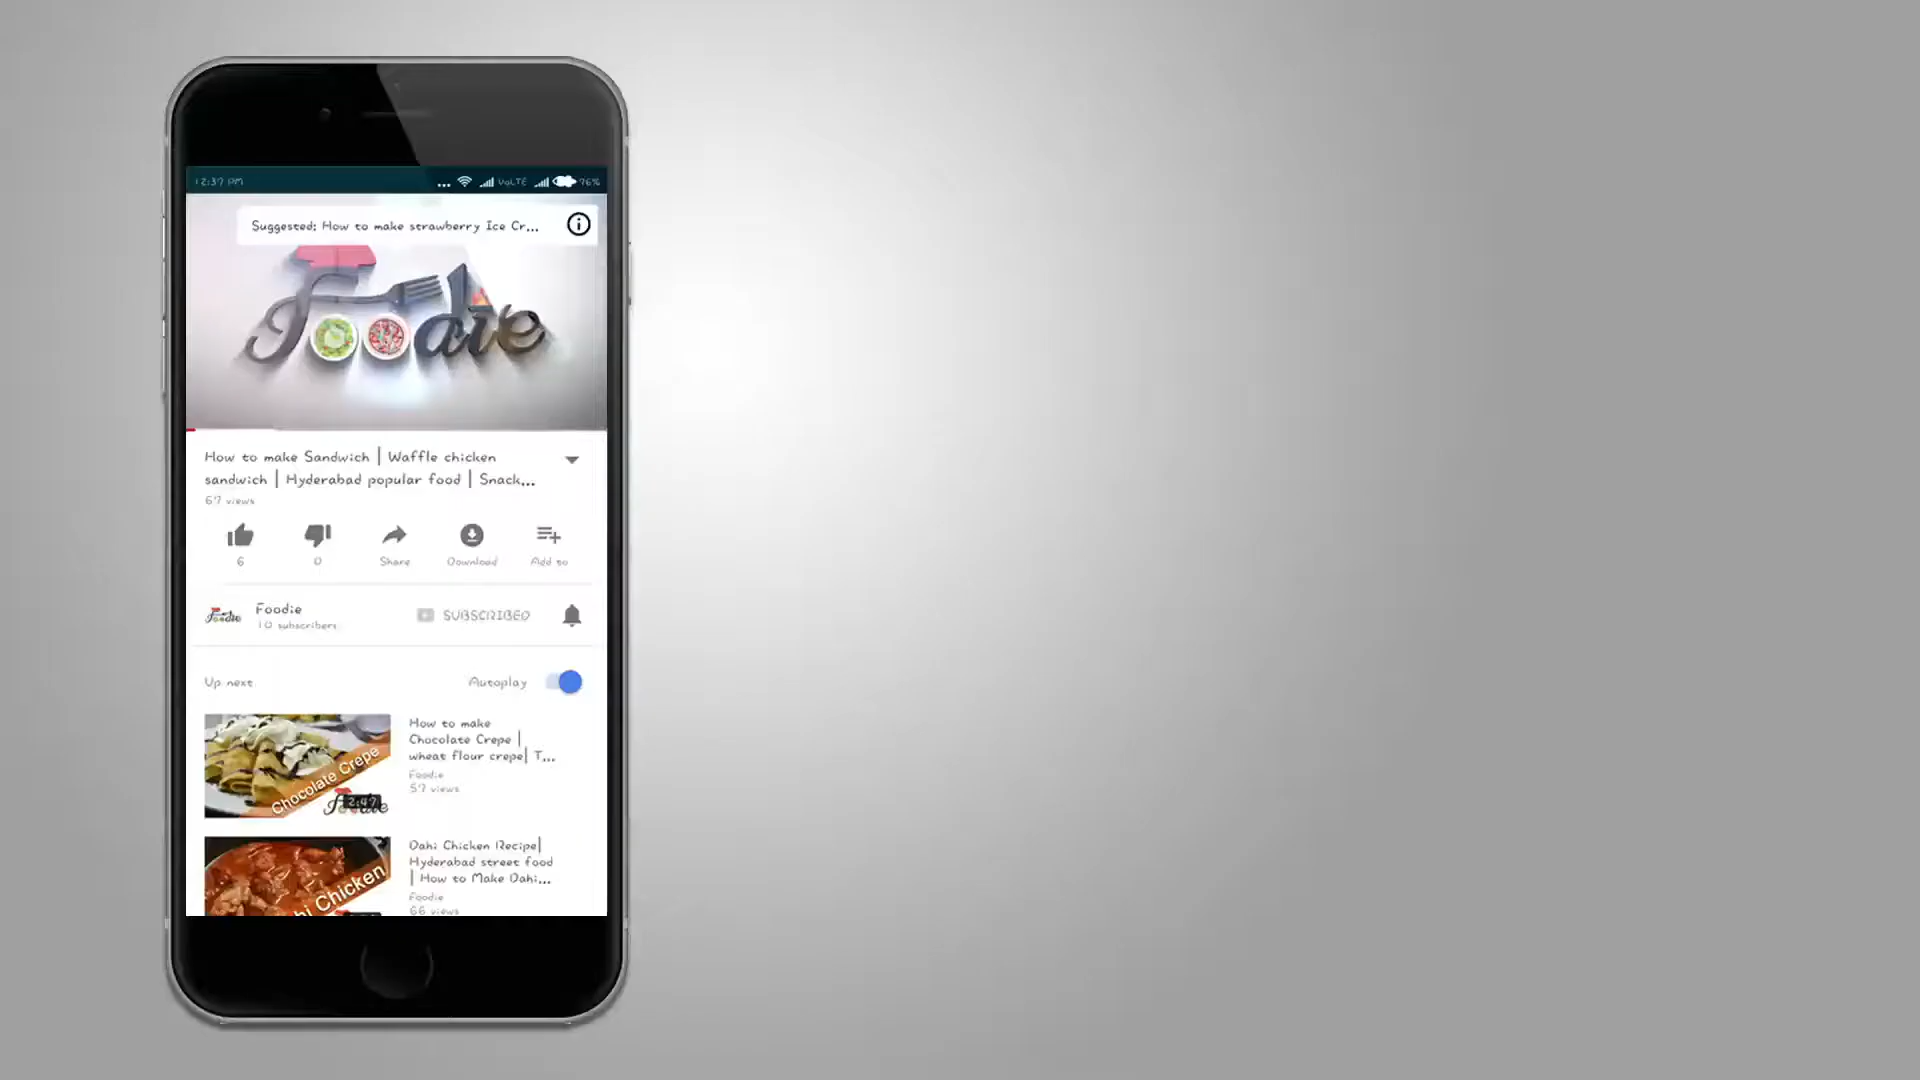 12:37 PM
VoLTE
76%
Suggested: How to make strawberry Ice Cr...
Foodie
How to make Sandwich | Waffle chicken
sandwich | Hyderabad popular food | Snack...
67 views
6
0
Share
Download
Add to
Foodie
Foodie
10 subscribers
SUBSCRIBED
Up next
Autoplay
Chocolate Crepe
Foodie
2:47
How to make
Chocolate Crepe |
wheat flour crepe| T...
Foodie
57 views
hi Chicken
Dahi Chicken Recipe|
Hyderabad street food
| How to Make Dahi...
Foodie
66 views